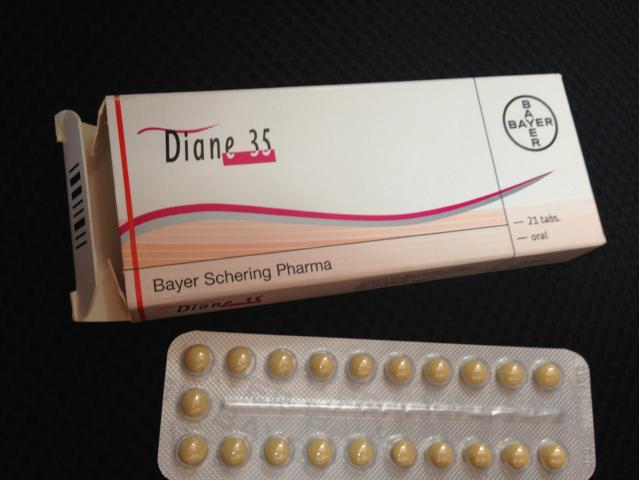 Diane 35
BAYER
BAYER
21 tabs.
oral
Bayer Schering Pharma
Diane 35